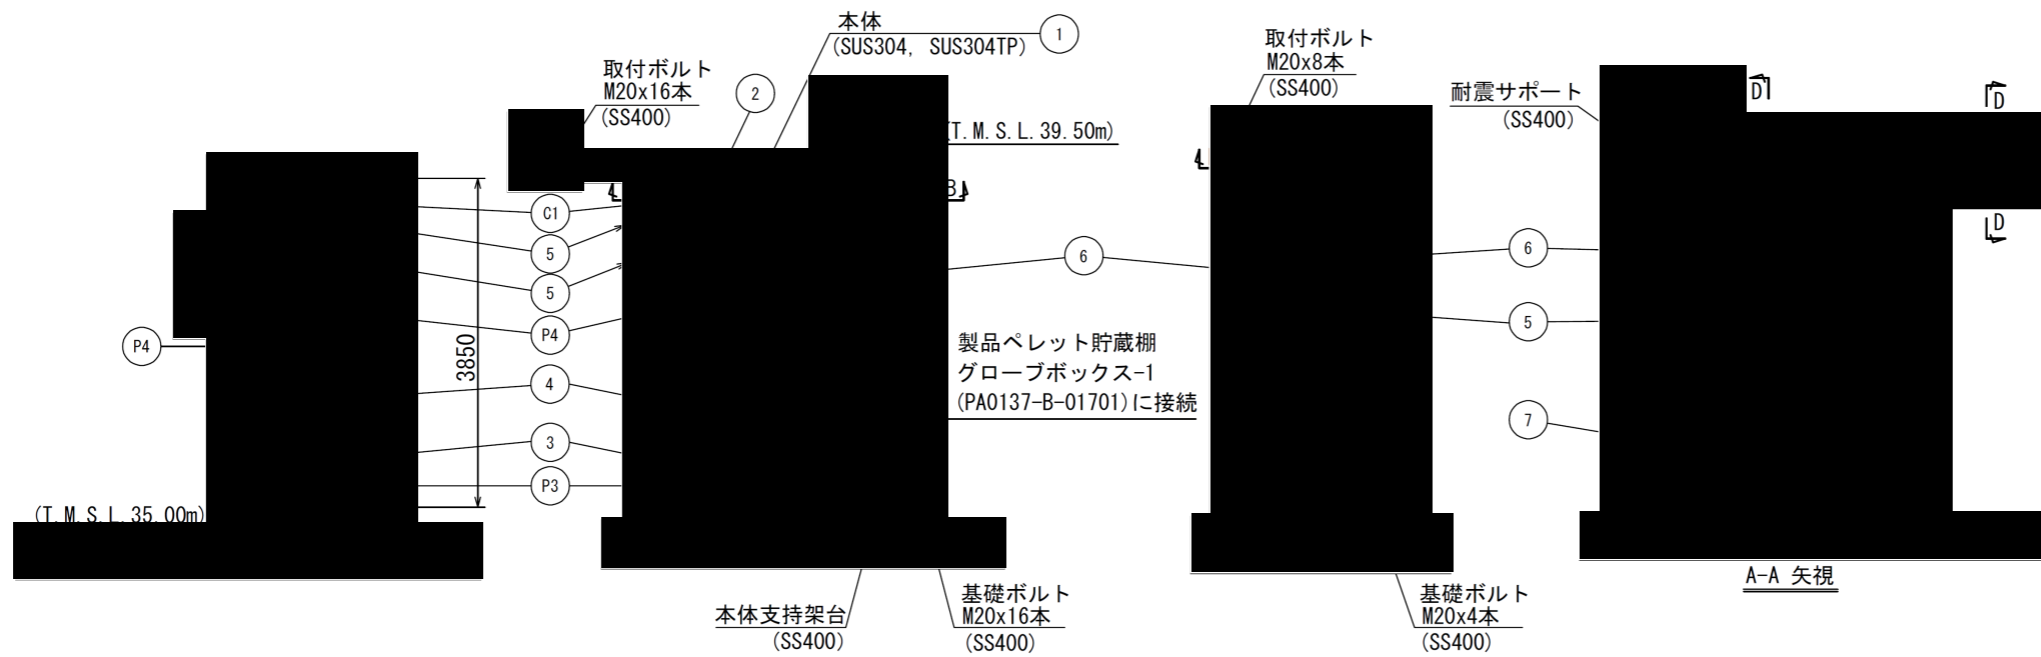 本体
(SUS304, SUS304TP)
1
取付ボルト
M20x16本
(SS400)
2
(T.M.S.L.39.50m)
取付ボルト
M20x8本
(SS400)
耐震サポート
(SS400)
D
D
D
B
C1
5
5
P4
4
3
P3
P4
3850
(T.M.S.L.35.00m)
6
製品ペレット貯蔵棚
グローブボックス-1
(PA0137-B-01701)に接続
6
5
7
本体支持架台
(SS400)
基礎ボルト
M20x16本
(SS400)
基礎ボルト
M20x4本
(SS400)
A-A 矢視